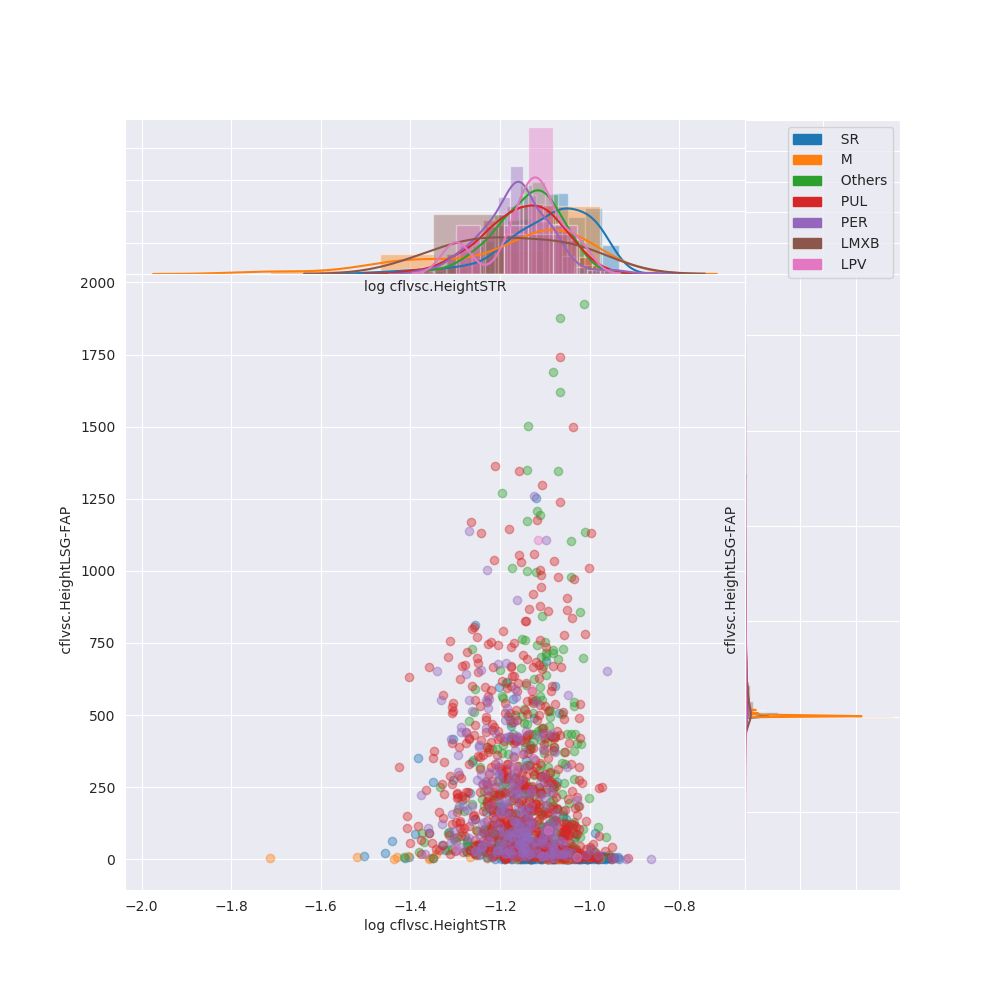 SR
M
Others
PUL
PER
LMXB
LPV
log cflvsc.HeightSTR
2000
1750
1500
1250
1000
750
500
250
0
cflvsc.HeightLSG-FAP
cflvsc.HeightLSG-FAP
−2.0 −1.8 −1.6 −1.4 −1.2 −1.0 −0.8
log cflvsc.HeightSTR